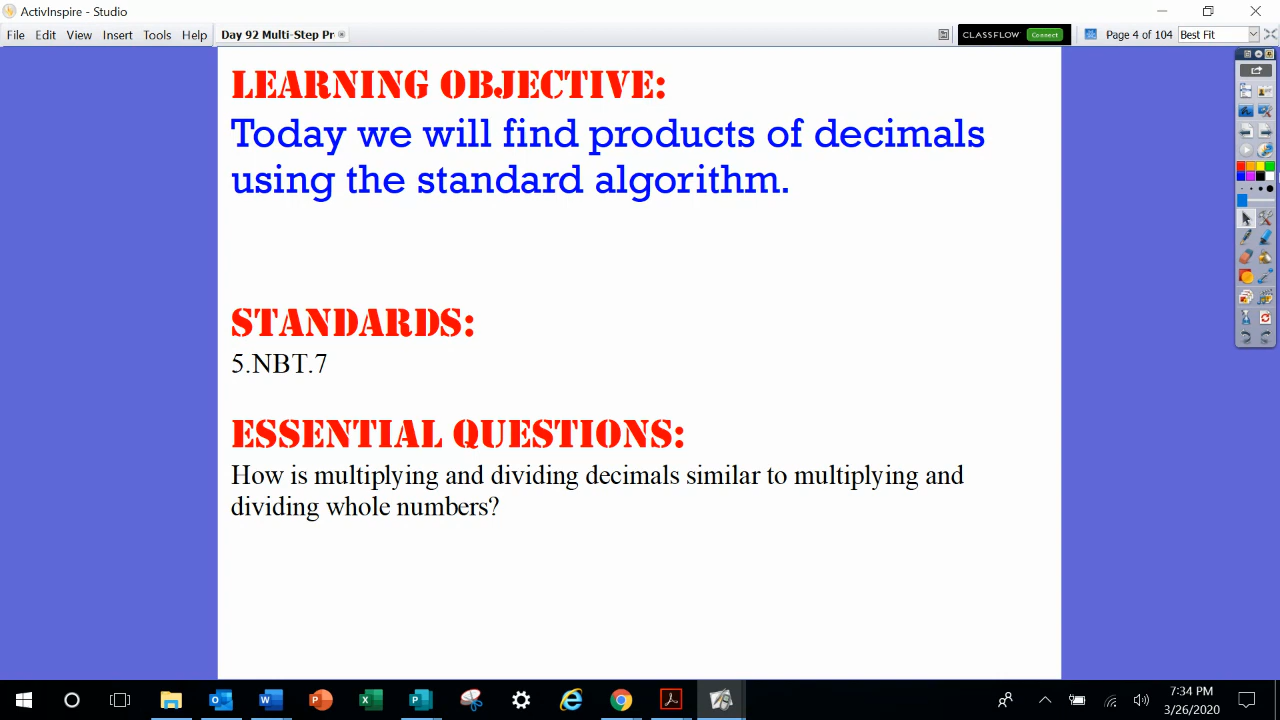 ActivInspire - Studio
File Edit View Insert Tools Help
Day 92 Multi-Step Pr
CLASSFLOW Connect
Page 4 of 104
Best Fit
LEARNING OBJECTIVE:
Today we will find products of decimals
using the standard algorithm.
STANDARDS:
5.NBT.7
ESSENTIAL QUESTIONS:
How is multiplying and dividing decimals similar to multiplying and
dividing whole numbers?
7:34 PM
3/26/2020